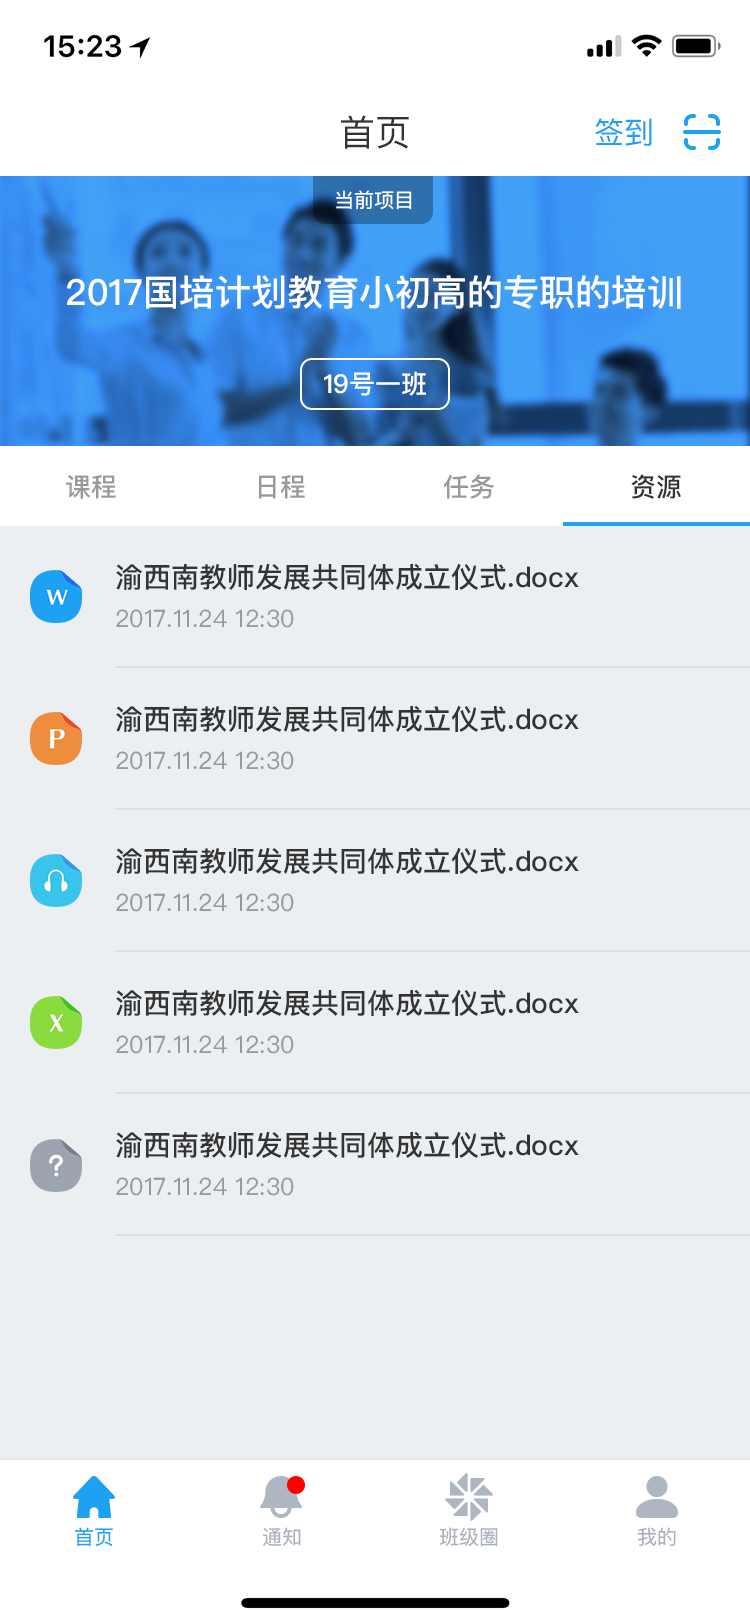 15:23
首页
签到
当前项目
2017国培计划教育小初高的专职的培训
19号一班
课程 日程 任务 资源
W
渝西南教师发展共同体成立仪式.docx
2017.11.24 12:30
P
渝西南教师发展共同体成立仪式.docx
2017.11.24 12:30
渝西南教师发展共同体成立仪式.docx
2017.11.24 12:30
X
渝西南教师发展共同体成立仪式.docx
2017.11.24 12:30
?
渝西南教师发展共同体成立仪式.docx
2017.11.24 12:30
首页 通知 班级圈 我的